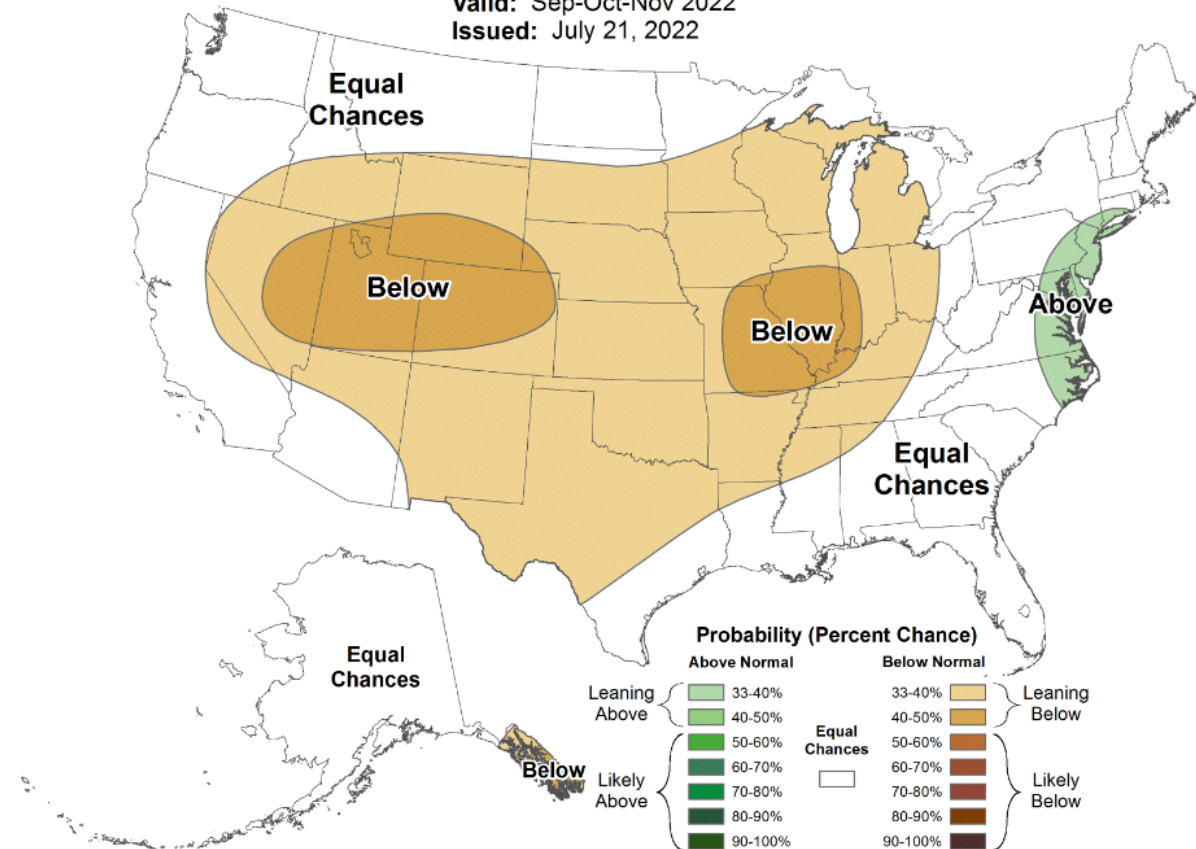 Valid: Sep-Oct-Nov 2022
Issued: July 21, 2022
Equal
Chances
Below
Below
Above
Equal
Chances
Equal
Chances
Below
Probability (Percent Chance)
Above Normal
Below Normal
Leaning
Above
33-40%
40-50%
Likely
Above
50-60%
60-70%
70-80%
80-90%
90-100%
Equal
Chances
33-40%
40-50%
Leaning
Below
50-60%
60-70%
70-80%
80-90%
90-100%
Likely
Below